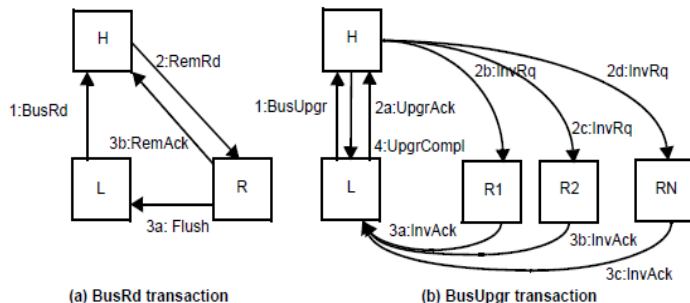 H
2:RemRd
1:BusRd
3b:RemAck
L
R
3a: Flush
(a) BusRd transaction
H
2b:InvRq
2d:InvRq
1:BusUpgr
2a:UpgrAck
2c:InvRq
4:UpgrCompl
L
R1
R2
RN
3a:InvAck
3b:InvAck
3c:InvAck
(b) BusUpgr transaction